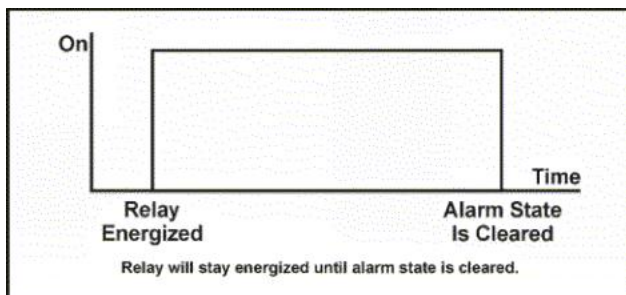 On
Time
Relay
Energized
Alarm State
Is Cleared
Relay will stay energized until alarm state is cleared.